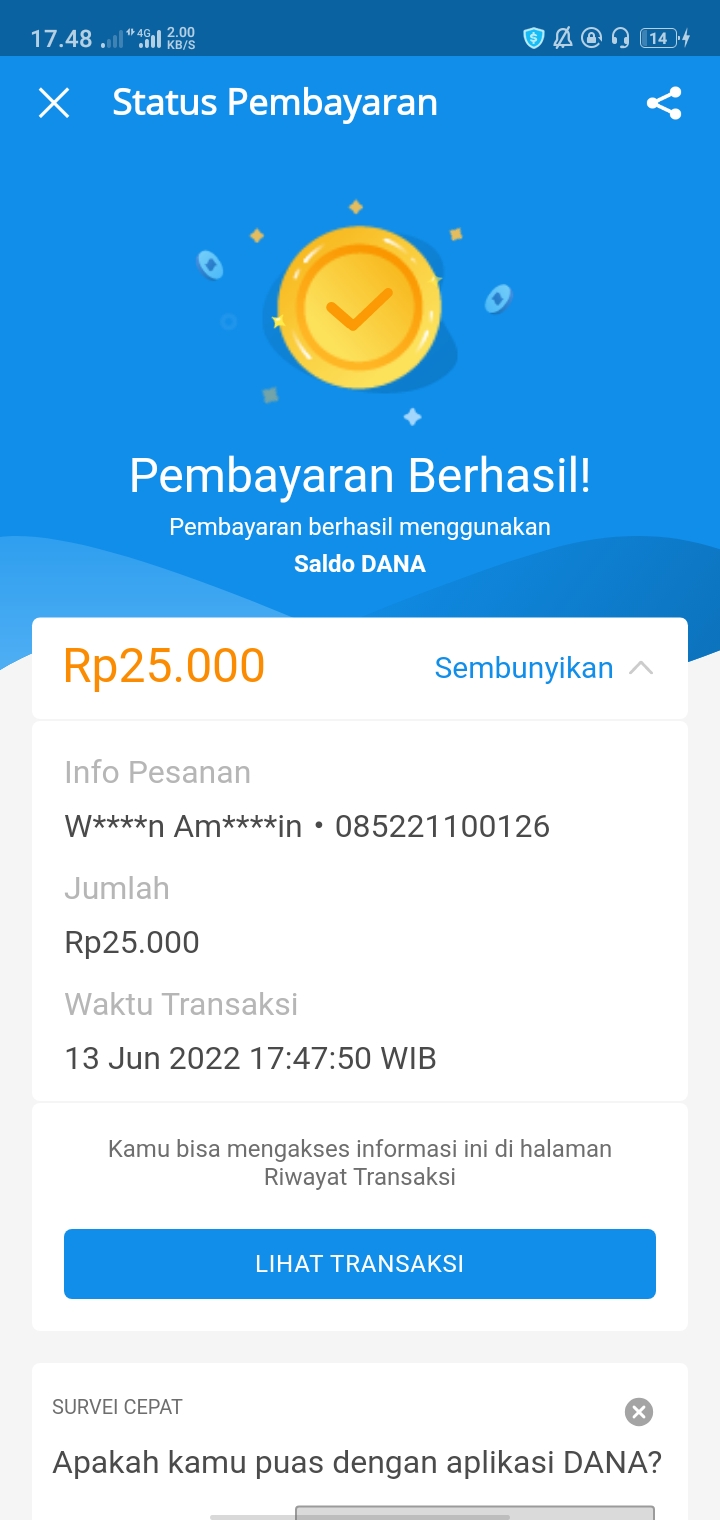 17.48 4G 2.00 KB/S 14
Status Pembayaran
Pembayaran Berhasil!
Pembayaran berhasil menggunakan
Saldo DANA
Rp25.000 Sembunyikan
Info Pesanan
W****n Am****in • 085221100126
Jumlah
Rp25.000
Waktu Transaksi
13 Jun 2022 17:47:50 WIB
Kamu bisa mengakses informasi ini di halaman
Riwayat Transaksi
LIHAT TRANSAKSI
SURVEI CEPAT
Apakah kamu puas dengan aplikasi DANA?